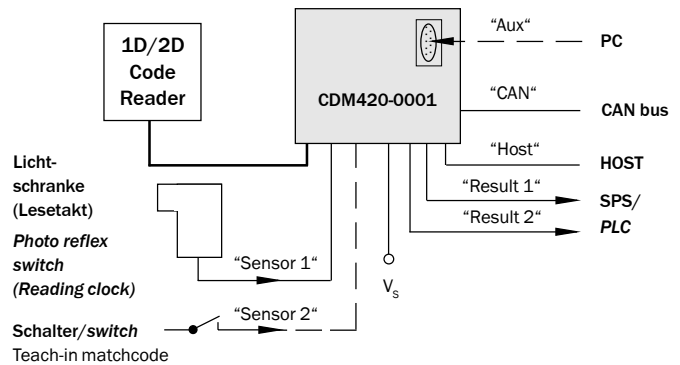 1D/2D
Code
Reader
CDM420-0001
“Aux“
PC
“CAN“
CAN bus
“Host“
HOST
“Result 1“
SPS/
PLC
“Result 2“
Licht-
schranke
(Lesetakt)
Photo reflex
switch
(Reading clock)
“Sensor 1“
VS
“Sensor 2“
Schalter/switch
Teach-in matchcode